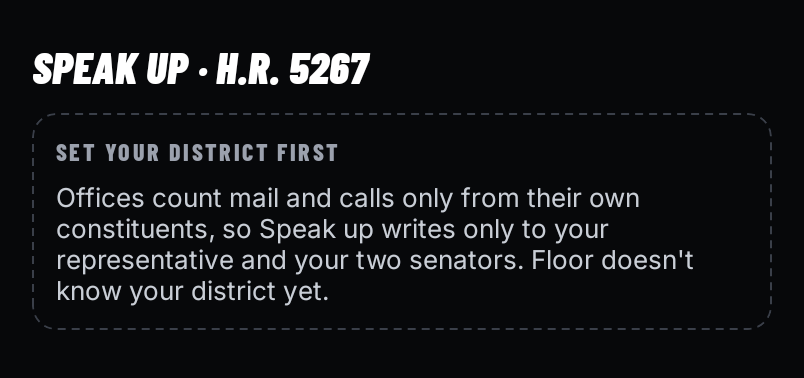 SPEAK UP · H.R. 5267
SET YOUR DISTRICT FIRST
Offices count mail and calls only from their own
constituents, so Speak up writes only to your
representative and your two senators. Floor doesn't
know your district yet.